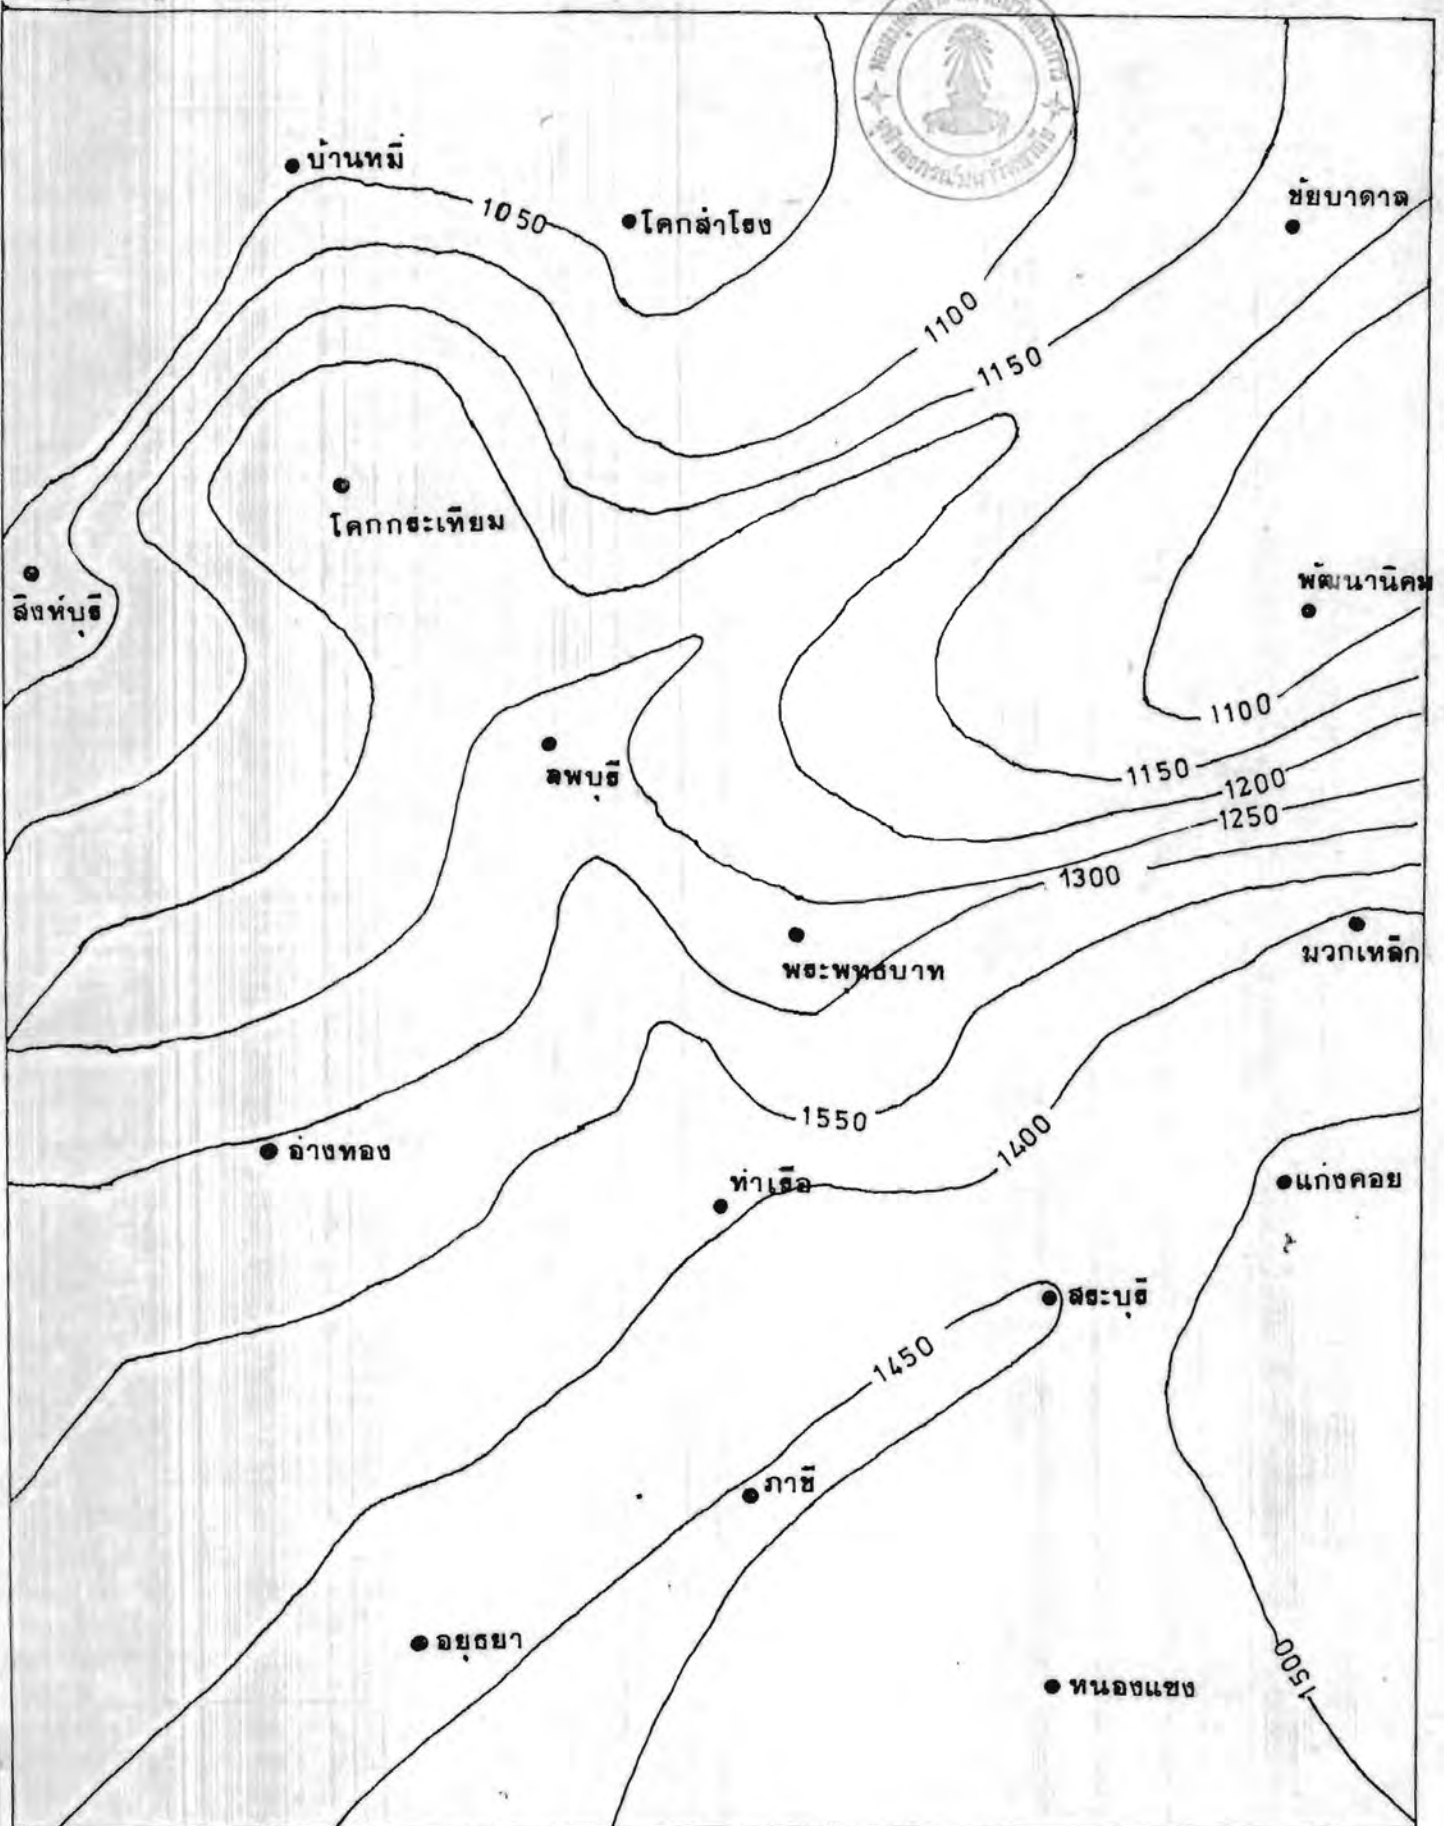 บ้านหมี่
1050
โคกสำโรง
ชัยบาดาล
1100
1150
โคกกระเทียม
สิงห์บุรี
พัฒนานิคม
1100
ลพบุรี
1150
1200
1250
1300
พระพุทธบาท
มวกเหล็ก
1550
1400
อ่างทอง
ท่าเรือ
แก่งคอย
สระบุรี
1450
ภาชี
อยุธยา
หนองแซง
1500